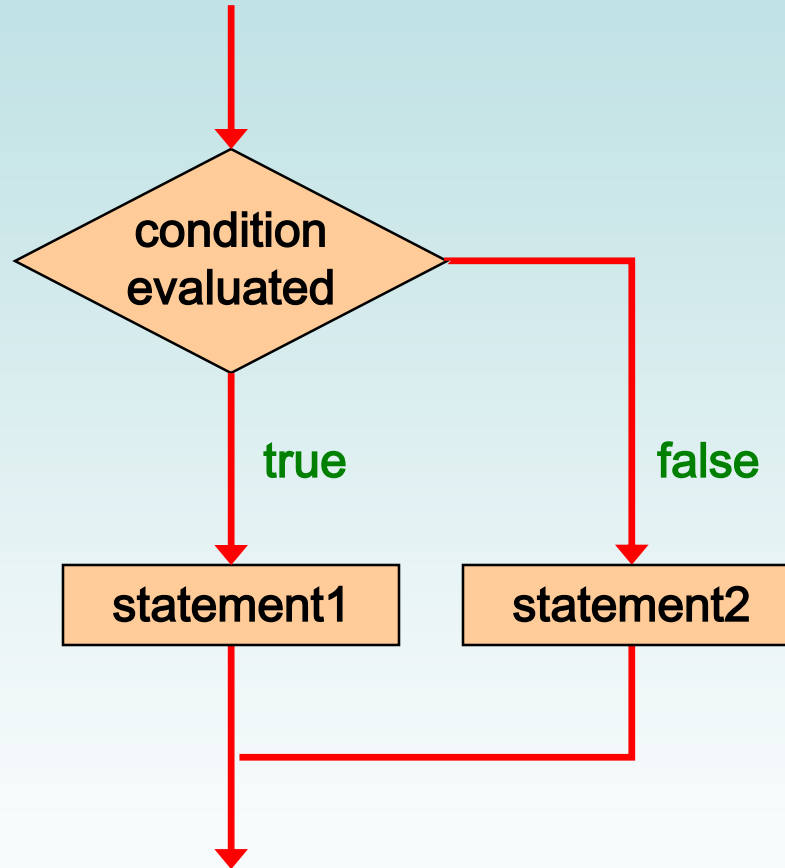 condition
evaluated
true
false
statement1
statement2